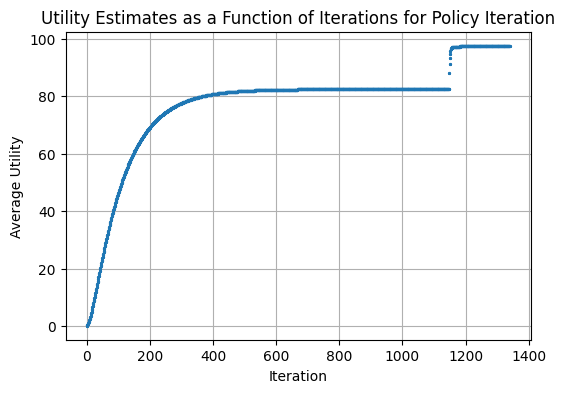 Utility Estimates as a Function of Iterations for Policy Iteration
100
80
60
40
20
0
Average Utility
0 200 400 600 800 1000 1200 1400
Iteration